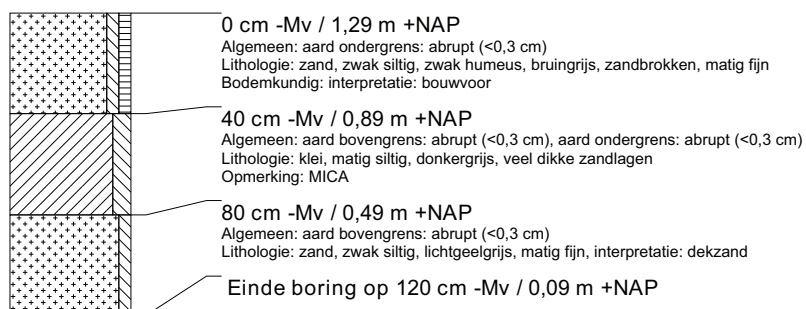 0 cm -Mv / 1,29 m +NAP
Algemeen: aard ondergrens: abrupt (<0,3 cm)
Lithologie: zand, zwak siltig, zwak humeus, bruingrijs, zandbrokken, matig fijn
Bodemkundig: interpretatie: bouwvoor
40 cm -Mv / 0,89 m +NAP
Algemeen: aard bovengrens: abrupt (<0,3 cm), aard ondergrens: abrupt (<0,3 cm)
Lithologie: klei, matig siltig, donkergrijs, veel dikke zandlagen
Opmerking: MICA
80 cm -Mv / 0,49 m +NAP
Algemeen: aard bovengrens: abrupt (<0,3 cm)
Lithologie: zand, zwak siltig, lichtgeelgrijs, matig fijn, interpretatie: dekzand
Einde boring op 120 cm -Mv / 0,09 m +NAP